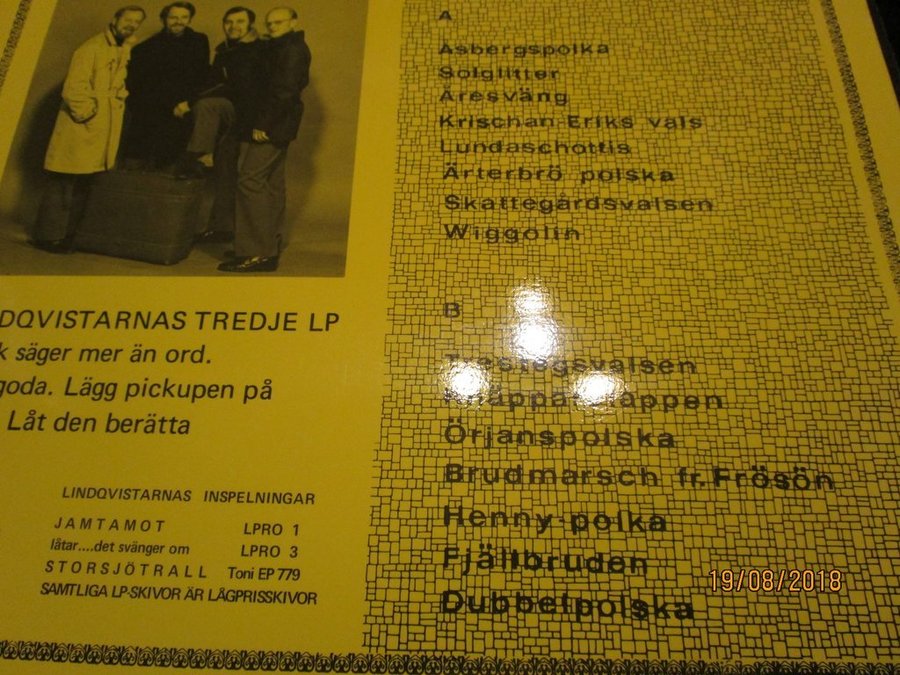 A
Åsbergspolka
Solglitter
Åresväng
Krischan-Eriks vals
Lundaschottis
Ärterbrö polska
Skattegårdsvalsen
Wiggolin
B
Örjanspolska
Brudmarsch fr. Frösön
Henny-polka
Fjällbruden
Dubbelpolska
DQVISTARNAS TREDJE LP
k säger mer än ord.
goda. Lägg pickupen på
Låt den berätta
LINDQVISTARNAS INSPELNINGAR
JAMTAMOT LPRO 1
låtar....det svänger om LPRO 3
STORSJÖTRALL Toni EP 779
SAMTLIGA LP-SKIVOR ÄR LÅGPRISSKIVOR
19/08/2018